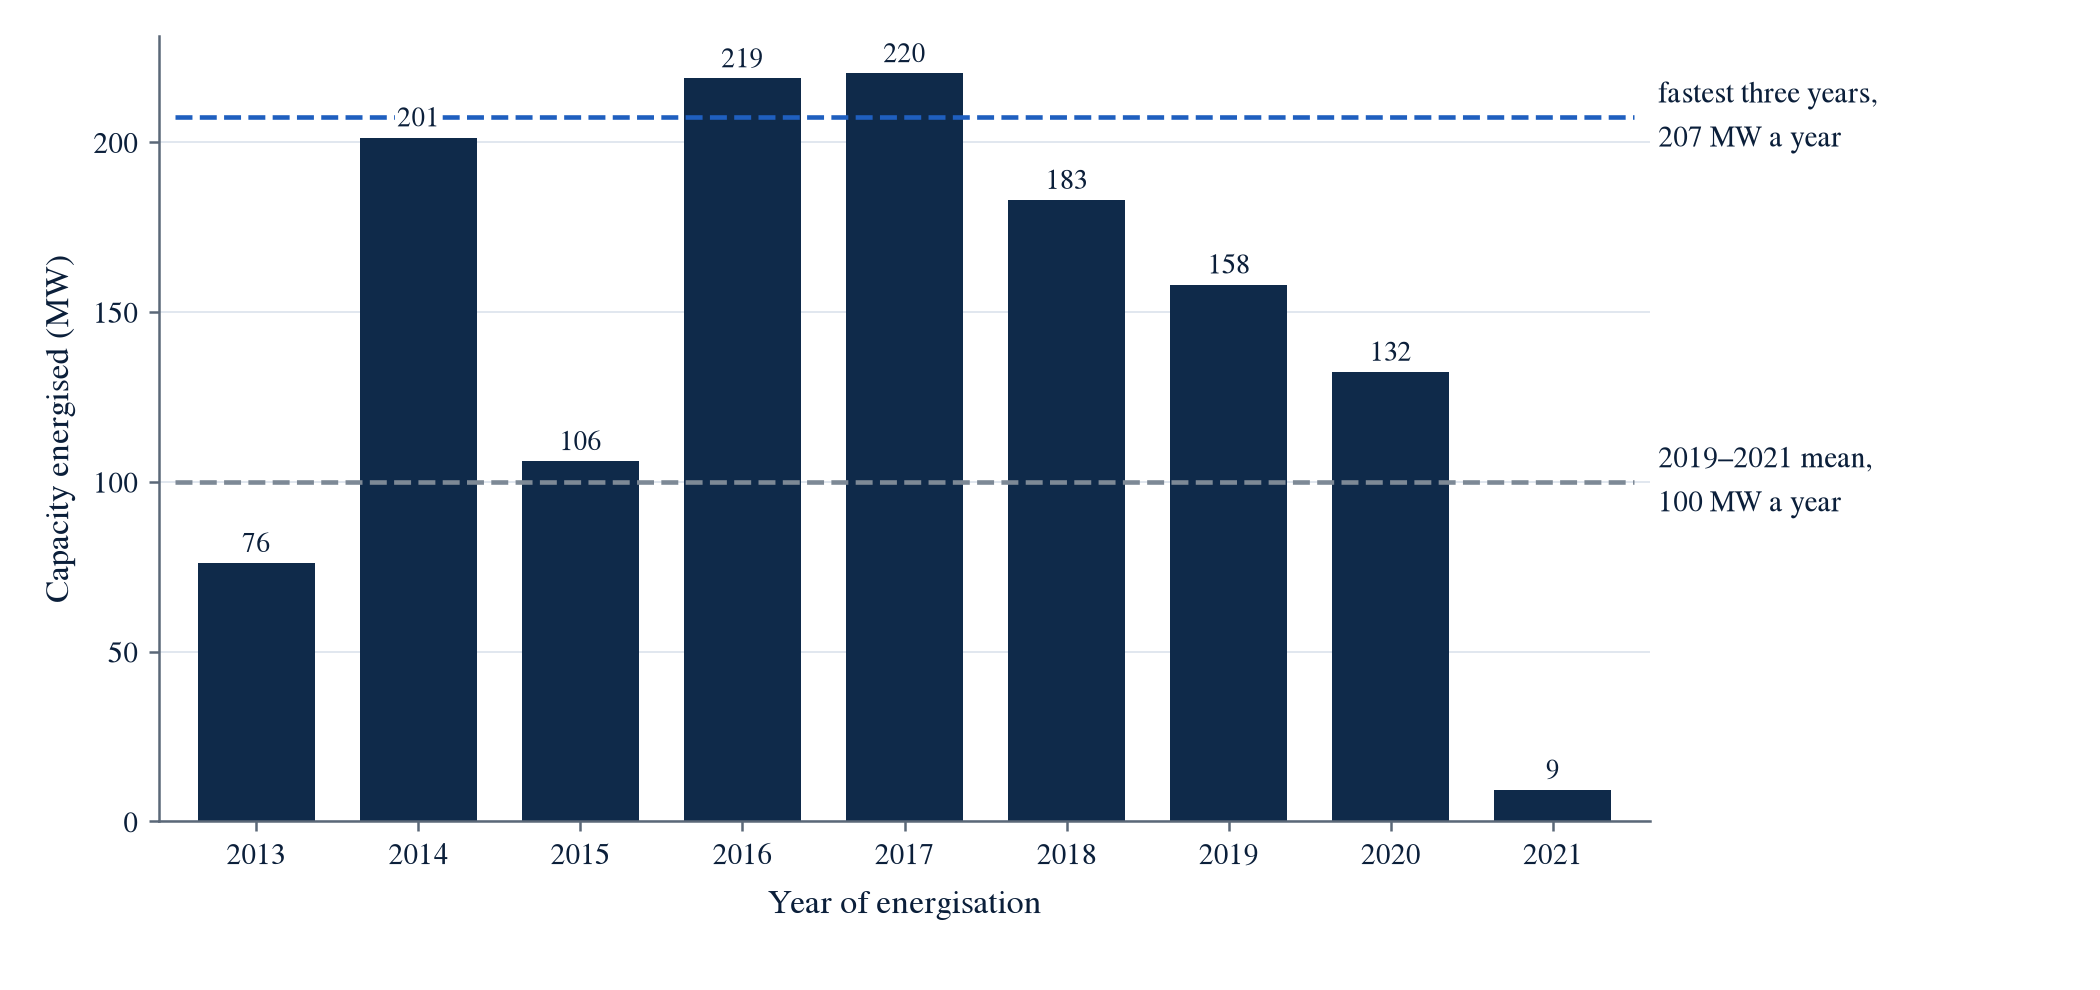 219
220
fastest three years,
201
207 MW a year
200
183
158
150
132
106
2019–2021 mean,
100
100 MW a year
76
50
9
0
Capacity energised (MW)
2013 2014 2015 2016 2017 2018 2019 2020 2021
Year of energisation